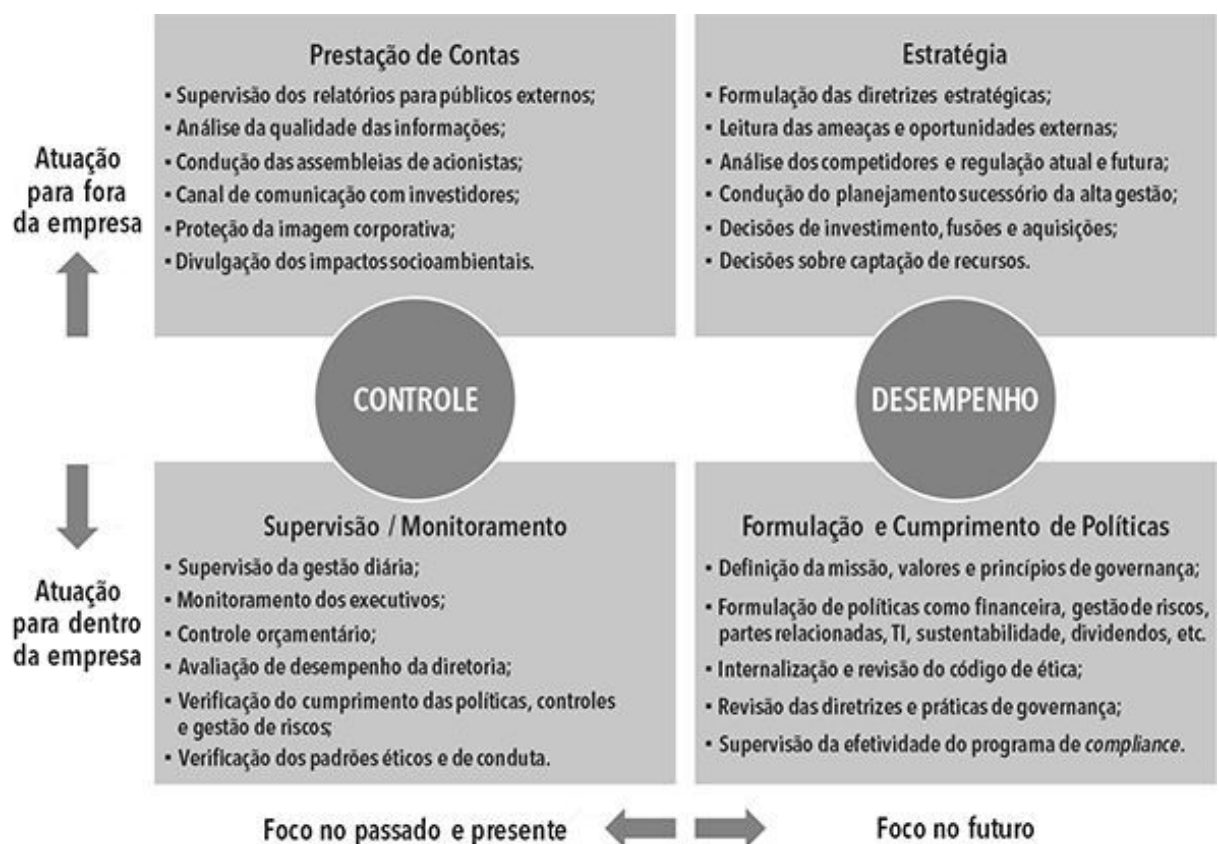 Prestação de Contas
▪ Supervisão dos relatórios para públicos externos;
▪ Análise da qualidade das informações;
▪ Condução das assembleias de acionistas;
▪ Canal de comunicação com investidores;
▪ Proteção da imagem corporativa;
▪ Divulgação dos impactos socioambientais.
Estratégia
▪ Formulação das diretrizes estratégicas;
▪ Leitura das ameaças e oportunidades externas;
▪ Análise dos competidores e regulação atual e futura;
▪ Condução do planejamento sucessório da alta gestão;
▪ Decisões de investimento, fusões e aquisições;
▪ Decisões sobre captação de recursos.
Atuação
para fora
da empresa
CONTROLE
DESEMPENHO
Atuação
para dentro
da empresa
Supervisão / Monitoramento
▪ Supervisão da gestão diária;
▪ Monitoramento dos executivos;
▪ Controle orçamentário;
▪ Avaliação de desempenho da diretoria;
▪ Verificação do cumprimento das políticas, controles
e gestão de riscos;
▪ Verificação dos padrões éticos e de conduta.
Formulação e Cumprimento de Políticas
▪ Definição da missão, valores e princípios de governança;
▪ Formulação de políticas como financeira, gestão de riscos,
partes relacionadas, TI, sustentabilidade, dividendos, etc.
▪ Internalização e revisão do código de ética;
▪ Revisão das diretrizes e práticas de governança;
▪ Supervisão da efetividade do programa de compliance.
Foco no passado e presente
Foco no futuro